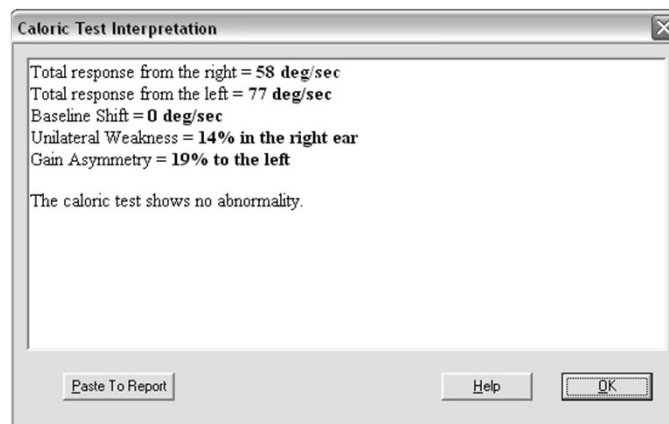 Caloric Test Interpretation
Total response from the right = 58 deg/sec
Total response from the left = 77 deg/sec
Baseline Shift = 0 deg/sec
Unilateral Weakness = 14% in the right ear
Gain Asymmetry = 19% to the left
The caloric test shows no abnormality.
Paste To Report Help OK